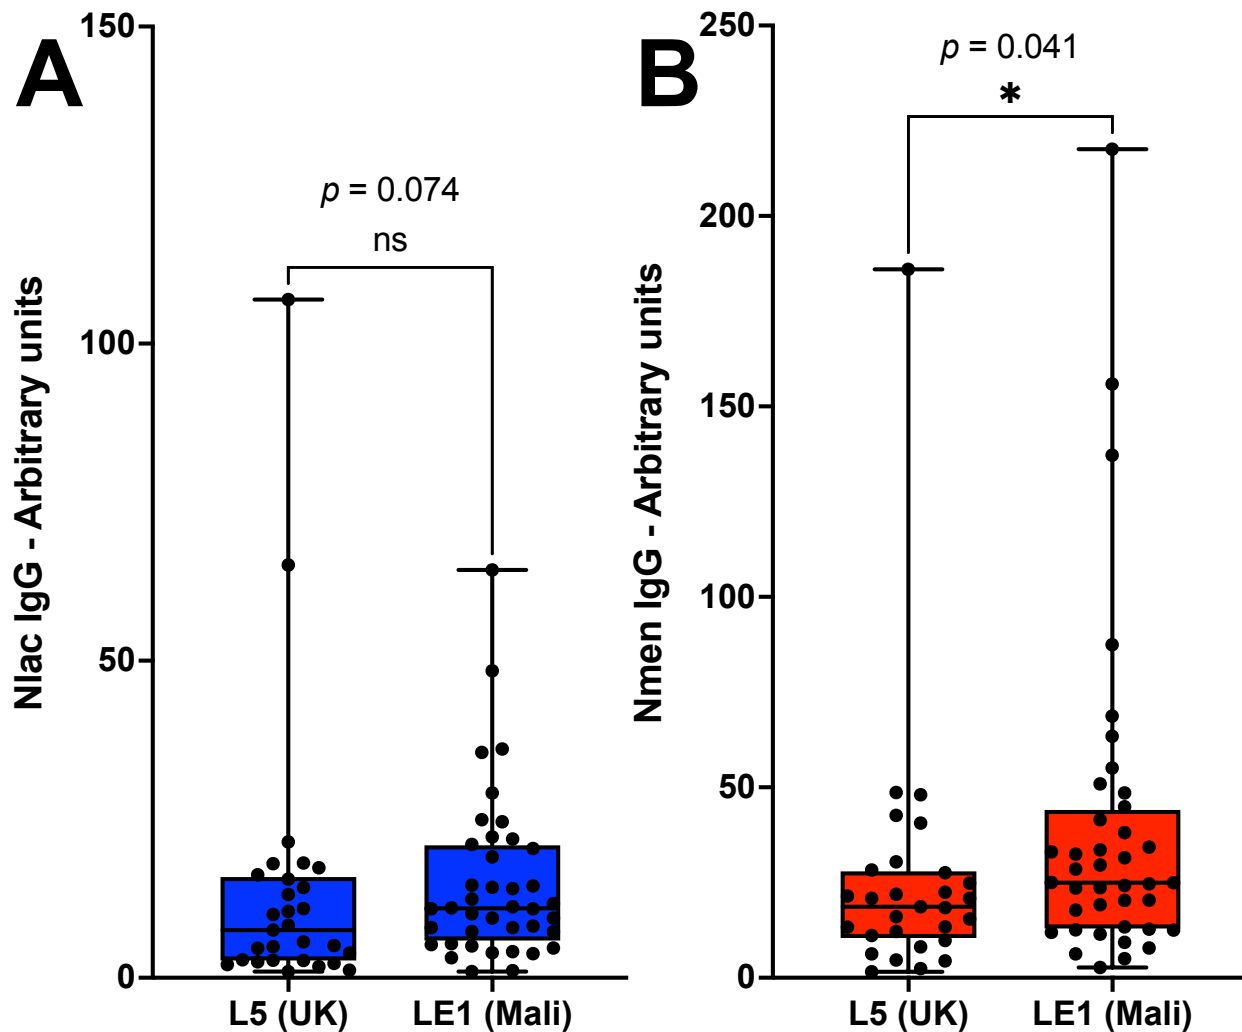 A
150
100
50
0
Nlac IgG - Arbitrary units
p = 0.074
ns
L5 (UK)
LE1 (Mali)
B
250
200
150
100
50
0
Nmen IgG - Arbitrary units
p = 0.041
*
L5 (UK)
LE1 (Mali)